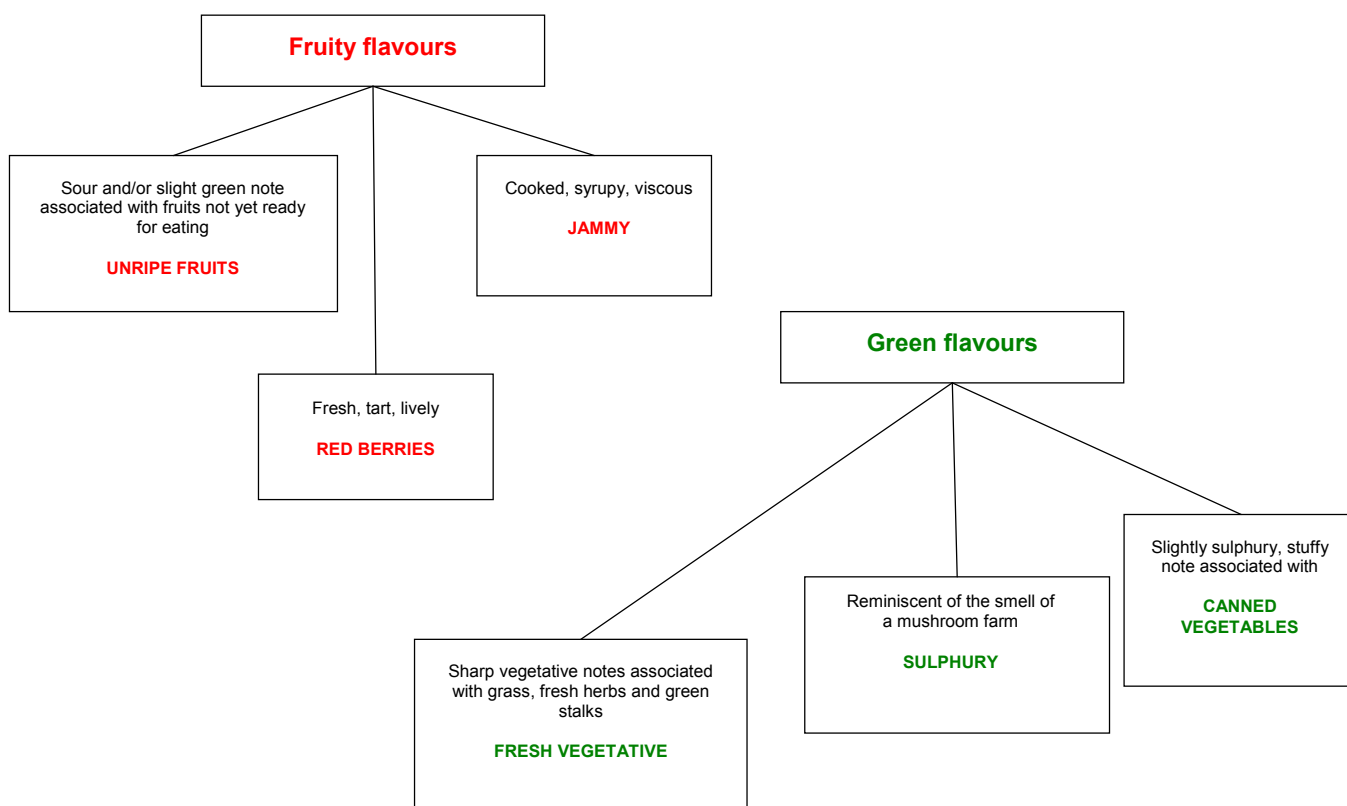 Fruity flavours
Sour and/or slight green note
associated with fruits not yet ready
for eating
UNRIPE FRUITS
Cooked, syrupy, viscous
JAMMY
Fresh, tart, lively
RED BERRIES
Green flavours
Sharp vegetative notes associated
with grass, fresh herbs and green
stalks
FRESH VEGETATIVE
Reminiscent of the smell of
a mushroom farm
SULPHURY
Slightly sulphury, stuffy
note associated with
CANNED
VEGETABLES